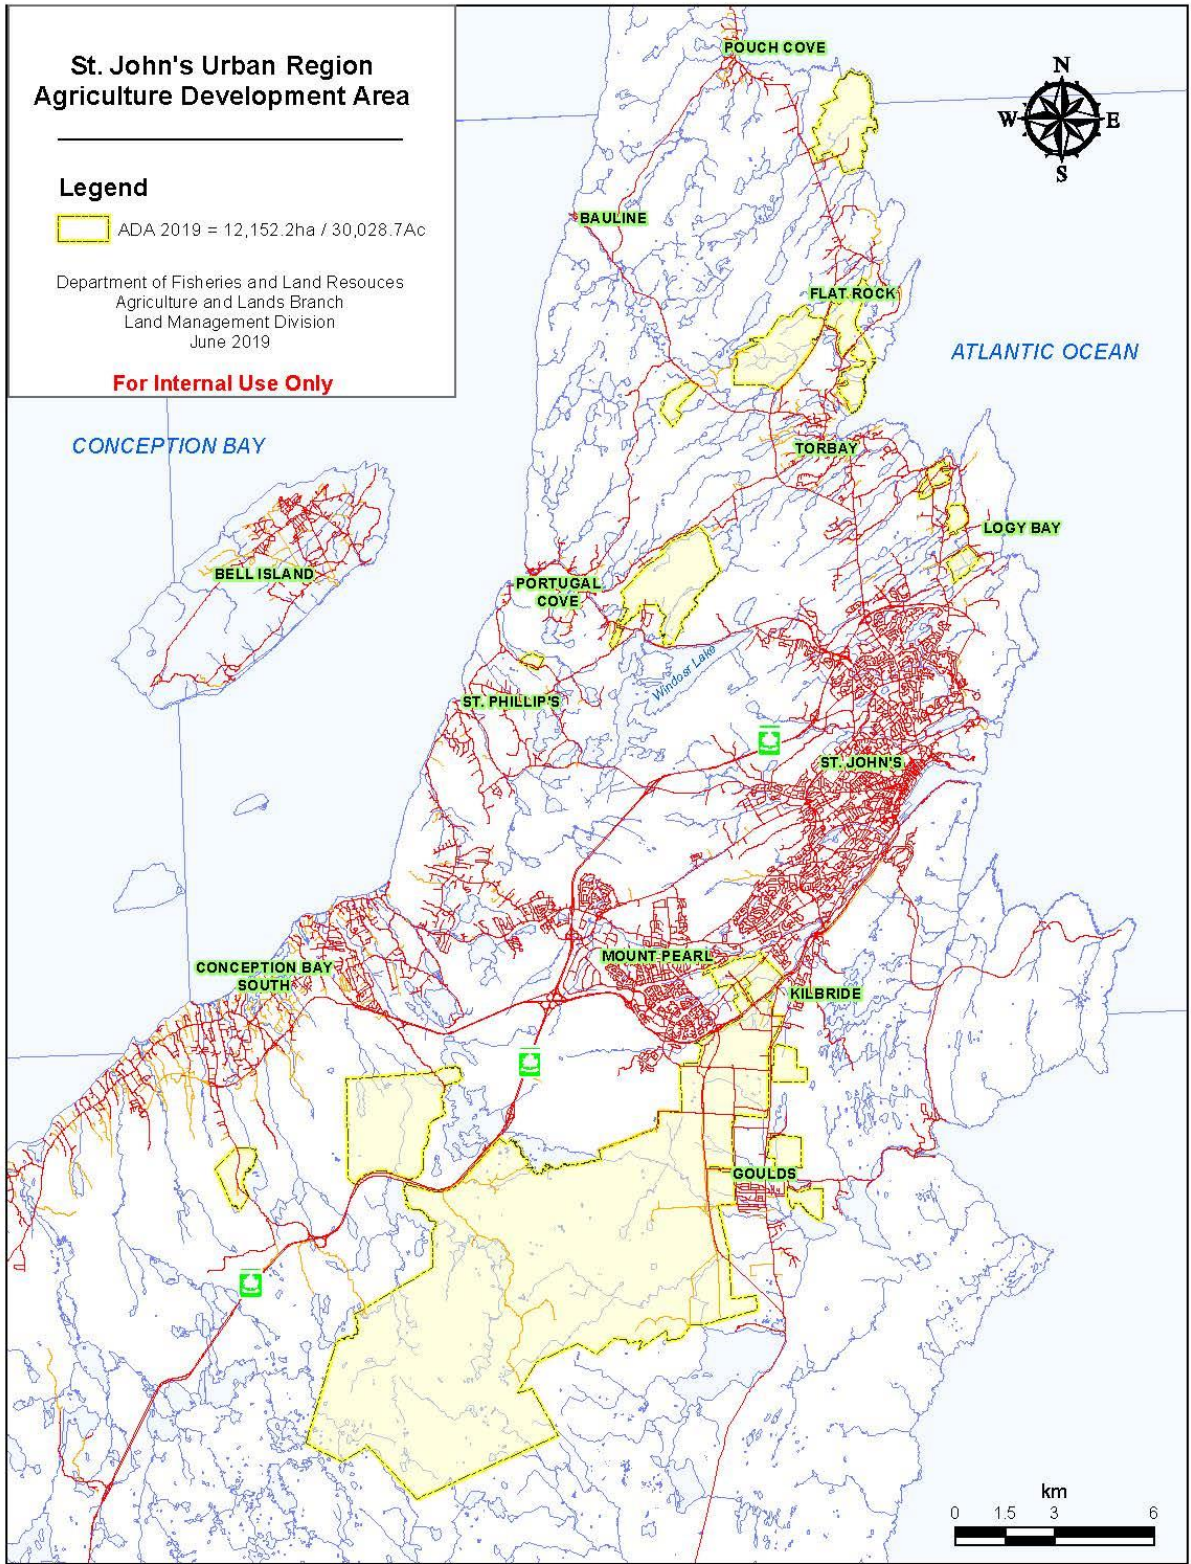 St. John's Urban Region
Agriculture Development Area
Legend
ADA 2019 = 12,152.2ha / 30,028.7Ac
Department of Fisheries and Land Resouces
Agriculture and Lands Branch
Land Management Division
June 2019
For Internal Use Only
N
W E
S
POUCH COVE
BAULINE
FLAT ROCK
ATLANTIC OCEAN
CONCEPTION BAY
TORBAY
LOGY BAY
BELL ISLAND
PORTUGAL
COVE
Windosr Lake
ST. PHILLIP'S
ST. JOHN'S
MOUNT PEARL
CONCEPTION BAY
SOUTH
KILBRIDE
GOULDS
km
0 1.5 3 6